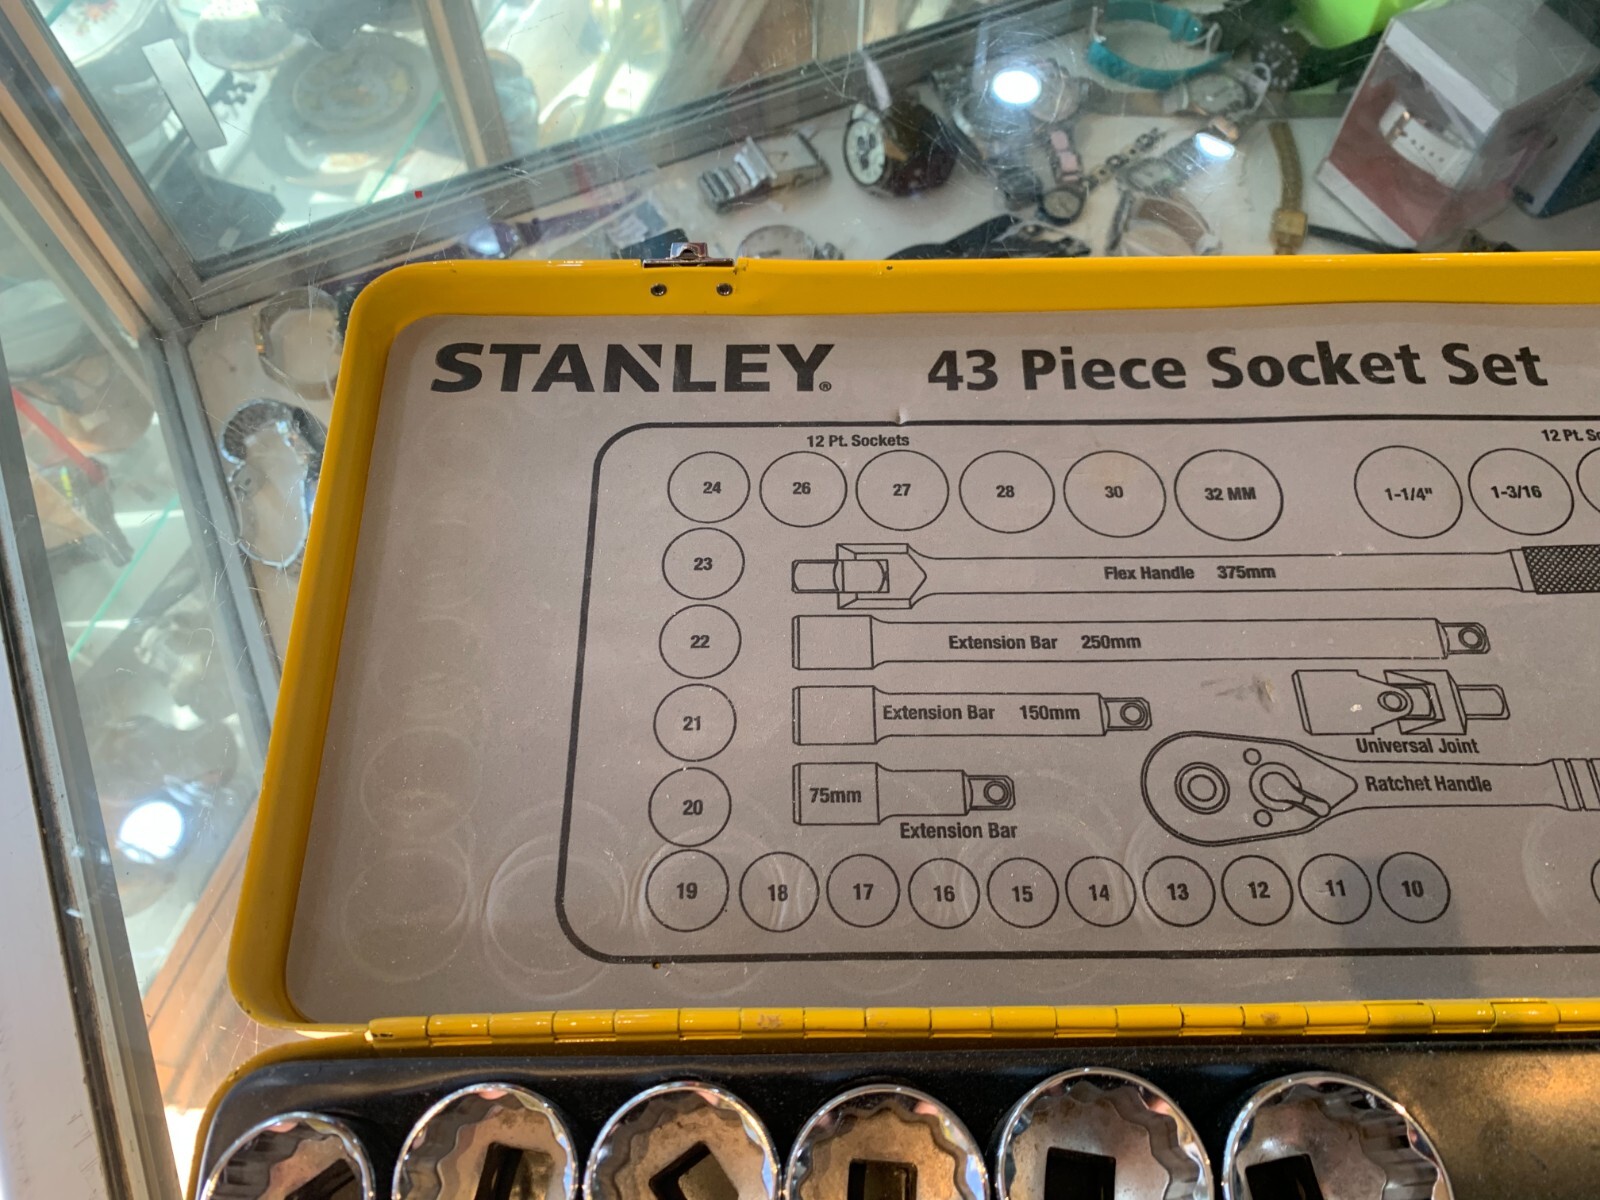 STANLEY® 43 Piece Socket Set
12 Pt. Sockets 12 Pt.
24 26 27 28 30 32 MM 1-1/4" 1-3/16
23
Flex Handle 375mm
22
Extension Bar 250mm
21
Extension Bar 150mm
Universal Joint
20
75mm
Ratchet Handle
Extension Bar
19 18 17 16 15 14 13 12 11 10